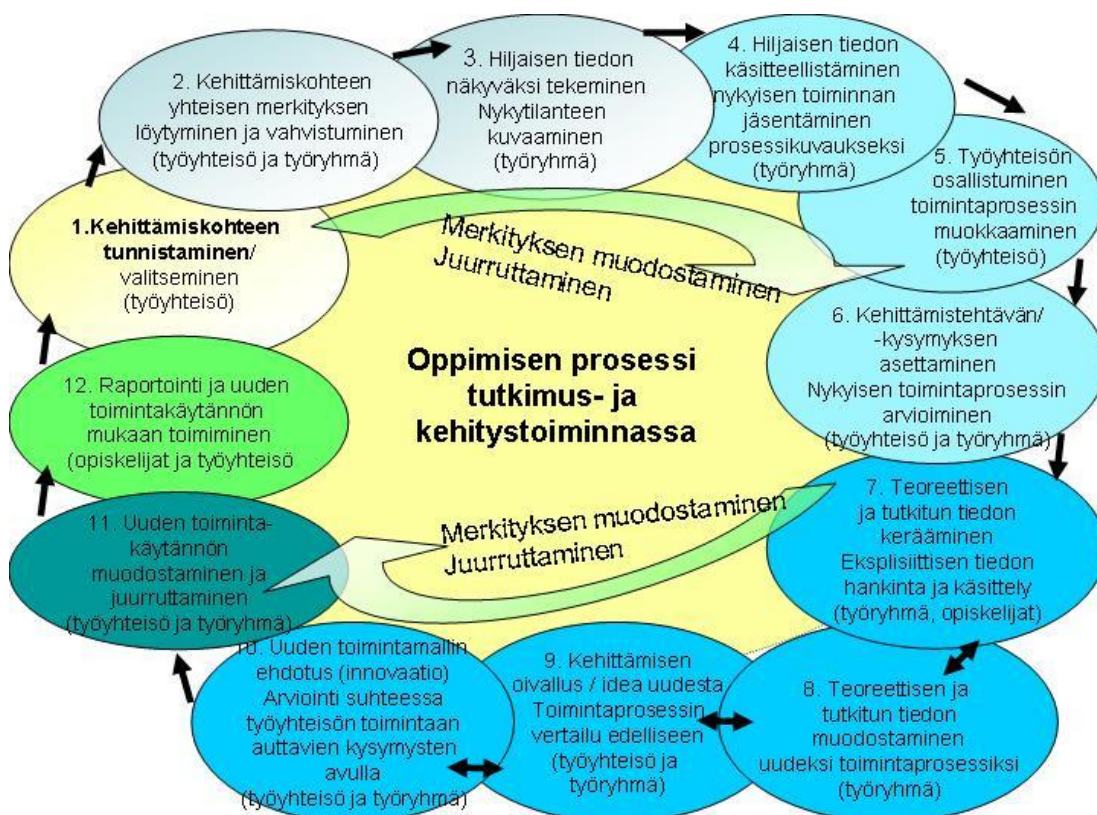 2. Kehittämiskohteen
yhteisen merkityksen
löytyminen ja vahvistuminen
(työyhteisö ja työryhmä)
3. Hiljaisen tiedon
näkyväksi tekeminen
Nykytilanteen
kuvaaminen
(työryhmä)
4. Hiljaisen tiedon
käsitteellistäminen
nykyisen toiminnan
jäsentäminen
prosessikuvaukseksi
(työryhmä)
5. Työyhteisön
osallistuminen
toimintaprosessin
muokkaaminen
(työyhteisö)
1.Kehittämiskohteen
tunnistaminen/
valitseminen
(työyhteisö)
Merkityksen muodostaminen
Juurruttaminen
6. Kehittämistehtävän/
-kysymyksen
asettaminen
Nykyisen toimintaprosessin
arvioiminen
(työyhteisö ja työryhmä)
Oppimisen prosessi
tutkimus- ja
kehitystoiminnassa
12. Raportointi ja uuden
toimintakäytännön
mukaan toimiminen
(opiskelijat ja työyhteisö
7. Teoreettisen
ja tutkitun tiedon
kerääminen
Eksplisiittisen tiedon
hankinta ja käsittely
(työryhmä, opiskelijat)
Merkityksen muodostaminen
Juurruttaminen
11. Uuden toiminta-
käytännön
muodostaminen ja
juurruttaminen
(työyhteisö ja työryhmä)
10. Uuden toimintamallin
ehdotus (innovaatio)
Arviointi suhteessa
työyhteisön toimintaan
auttavien kysymysten
avulla
(työyhteisö ja työryhmä)
9. Kehittämisen
oivallus / idea uudesta
Toimintaprosessin
vertailu edelliseen
(työyhteisö ja
työryhmä)
8. Teoreettisen ja
tutkitun tiedon
muodostaminen
uudeksi toimintaprosessiksi
(työryhmä)